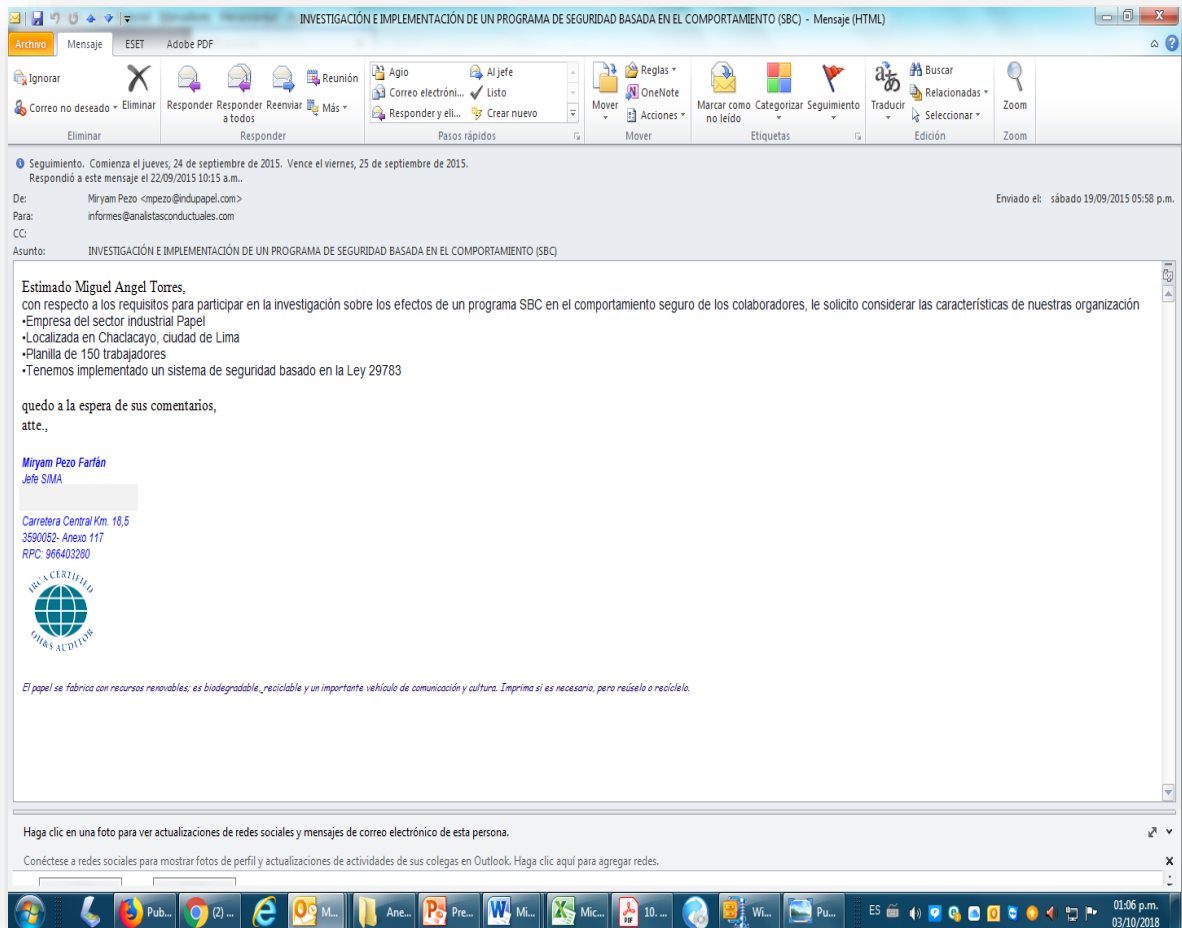 INVESTIGACIÓN E IMPLEMENTACIÓN DE UN PROGRAMA DE SEGURIDAD BASADA EN EL COMPORTAMIENTO (SBC) - Mensaje (HTML)
Archivo Mensaje ESET Adobe PDF
Ignorar
Correo no deseado
Eliminar
Eliminar
Responder
Responder a todos
Reenviar
Reunión
Más
Responder
Agio
Correo electróni...
Responder y eli...
Al jefe
Listo
Crear nuevo
Pasos rápidos
Mover
Reglas
OneNote
Acciones
Mover
Marcar como no leído
Categorizar
Seguimiento
Etiquetas
Traducir
Buscar
Relacionadas
Seleccionar
Edición
Zoom
Zoom
Seguimiento. Comienza el jueves, 24 de septiembre de 2015. Vence el viernes, 25 de septiembre de 2015.
Respondió a este mensaje el 22/09/2015 10:15 a.m..
De: Miryam Pezo <mpezo@indupapel.com>
Enviado el: sábado 19/09/2015 05:58 p.m.
Para: informes@analistasconductuales.com
CC:
Asunto: INVESTIGACIÓN E IMPLEMENTACIÓN DE UN PROGRAMA DE SEGURIDAD BASADA EN EL COMPORTAMIENTO (SBC)
Estimado Miguel Angel Torres,
con respecto a los requisitos para participar en la investigación sobre los efectos de un programa SBC en el comportamiento seguro de los colaboradores, le solicito considerar las características de nuestras organización
•Empresa del sector industrial Papel
•Localizada en Chaclacayo, ciudad de Lima
•Planilla de 150 trabajadores
•Tenemos implementado un sistema de seguridad basado en la Ley 29783
quedo a la espera de sus comentarios,
atte.,
Miryam Pezo Farfán
Jefe SIMA
Carretera Central Km. 18,5
3590052- Anexo 117
RPC: 966403280
IRCA CERTIFIED
OH&S AUDITOR
El papel se fabrica con recursos renovables; es biodegradable, reciclable y un importante vehículo de comunicación y cultura. Imprima si es necesario, pero reúselo o recíclelo.
Haga clic en una foto para ver actualizaciones de redes sociales y mensajes de correo electrónico de esta persona.
Conéctese a redes sociales para mostrar fotos de perfil y actualizaciones de actividades de sus colegas en Outlook. Haga clic aquí para agregar redes.
Pub... (2) ... M... Ane... Pre... Mi... Mic... 10. ... Wi... Pu... ES 01:06 p.m.
03/10/2018